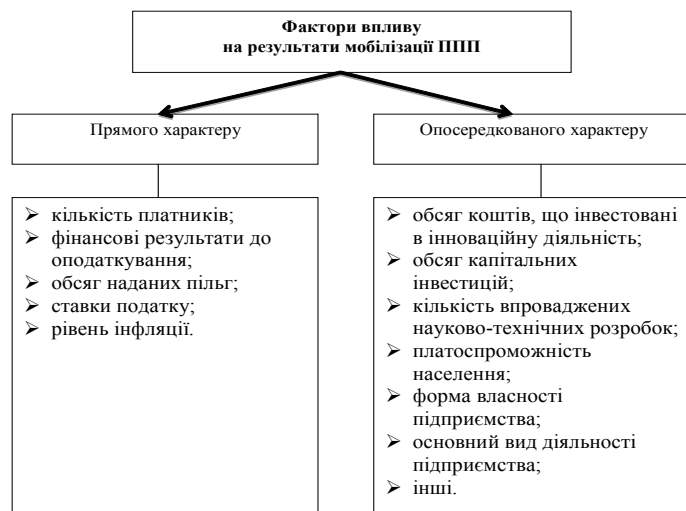 Фактори впливу
на результати мобілізації ППП
Прямого характеру
➢ кількість платників;
➢ фінансові результати до
оподаткування;
➢ обсяг наданих пільг;
➢ ставки податку;
➢ рівень інфляції.
Опосередкованого характеру
➢ обсяг коштів, що інвестовані
в інноваційну діяльність;
➢ обсяг капітальних
інвестицій;
➢ кількість впроваджених
науково-технічних розробок;
➢ платоспроможність
населення;
➢ форма власності
підприємства;
➢ основний вид діяльності
підприємства;
➢ інші.